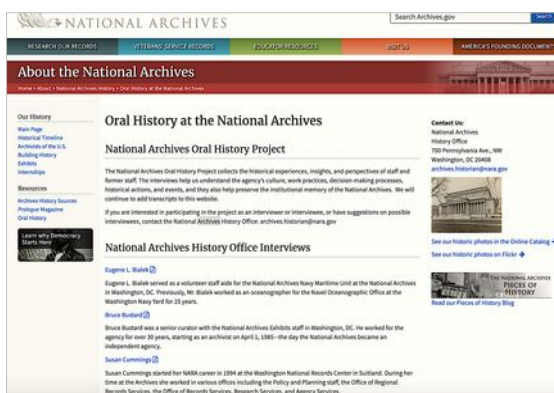 NATIONAL ARCHIVES
Search Archives.gov
Search
RESEARCH OUR RECORDS
VETERANS' SERVICE RECORDS
EDUCATOR RESOURCES
VISIT US
AMERICA'S FOUNDING DOCUMENT
About the National Archives
Home > About > National Archives History > Oral History at the National Archives
Our History
Main Page
Historical Timeline
Archivists of the U.S.
Building History
Exhibits
Internships
Resources
Archives History Sources
Prologue Magazine
Oral History
Learn why Democracy
Starts Here
Oral History at the National Archives
National Archives Oral History Project
The National Archives Oral History Project collects the historical experiences, insights, and perspectives of staff and
former staff. The interviews help us understand the agency's culture, work practices, decision-making processes,
historical actions, and events, and they also help preserve the institutional memory of the National Archives. We will
continue to add transcripts to this website.
If you are interested in participating in the project as an interviewer or interviewee, or have suggestions on possible
interviewees, contact the National Archives History Office: archives.historian@nara.gov
National Archives History Office Interviews
Eugene L. Bialek
Eugene L. Bialek served as a volunteer staff aide for the National Archives Navy Maritime Unit at the National Archives
in Washington, DC. Previously, Mr. Bialek worked as an oceanographer for the Navel Oceanographic Office at the
Washington Navy Yard for 25 years.
Bruce Bustard
Bruce Bustard was a senior curator with the National Archives Exhibits staff in Washington, DC. He worked for the
agency for over 30 years, starting as an archivist on April 1, 1985—the day the National Archives became an
independent agency.
Susan Cummings
Susan Cummings started her NARA career in 1994 at the Washington National Records Center in Suitland. During her
time at the Archives she worked in various offices including the Policy and Planning staff, the Office of Regional
Records Services, the Office of Records Services, Research Services, and Agency Services.
Contact Us:
National Archives
History Office
700 Pennsylvania Ave., NW
Washington, DC 20408
archives.historian@nara.gov
See our historic photos in the Online Catalog
See our historic photos on Flickr
THE NATIONAL ARCHIVES
PIECES OF
HISTORY
Read our Pieces of History Blog